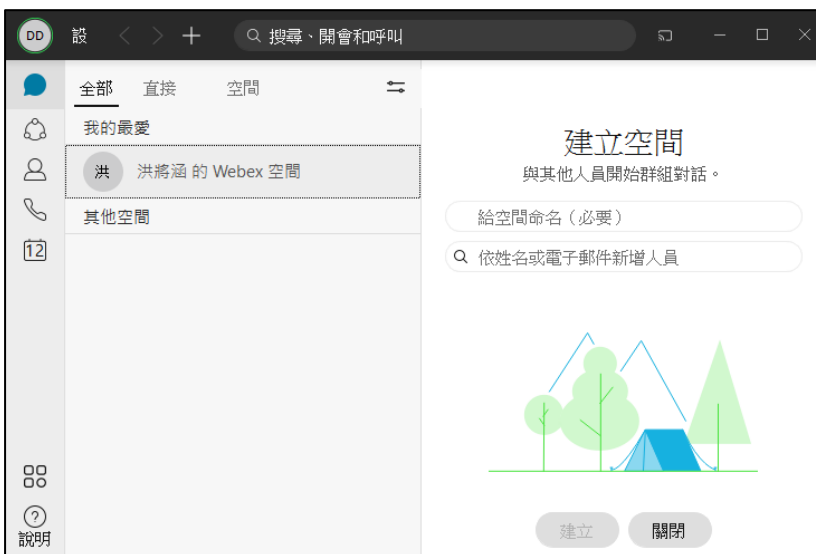 DD 設 搜尋、開會和呼叫
全部 直接 空間
我的最愛
洪 洪將涵 的 Webex 空間
其他空間
12
說明
建立空間
與其他人員開始群組對話。
給空間命名（必要）
依姓名或電子郵件新增人員
建立 關閉